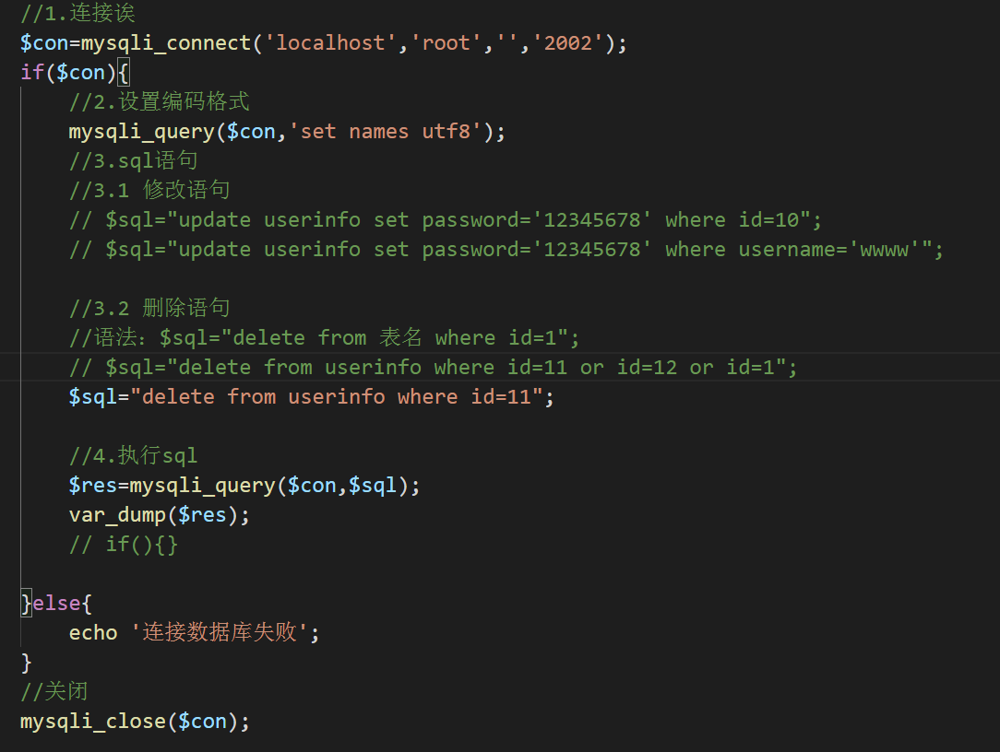 //1.连接诶
$con=mysqli_connect('localhost','root','','2002');
if($con){
//2.设置编码格式
mysqli_query($con,'set names utf8');
//3.sql语句
//3.1 修改语句
// $sql="update userinfo set password='12345678' where id=10";
// $sql="update userinfo set password='12345678' where username='wwww'";
//3.2 删除语句
//语法：$sql="delete from 表名 where id=1";
// $sql="delete from userinfo where id=11 or id=12 or id=1";
$sql="delete from userinfo where id=11";
//4.执行sql
$res=mysqli_query($con,$sql);
var_dump($res);
// if(){}
}else{
echo '连接数据库失败';
}
//关闭
mysqli_close($con);